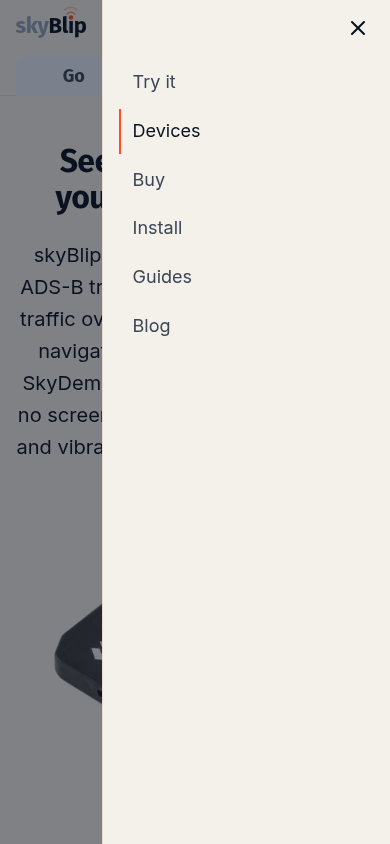 skyBlip
Go
See
you
skyBlip
ADS-B tr
traffic ov
naviga
SkyDem
no scree
and vibra
Try it
Devices
Buy
Install
Guides
Blog